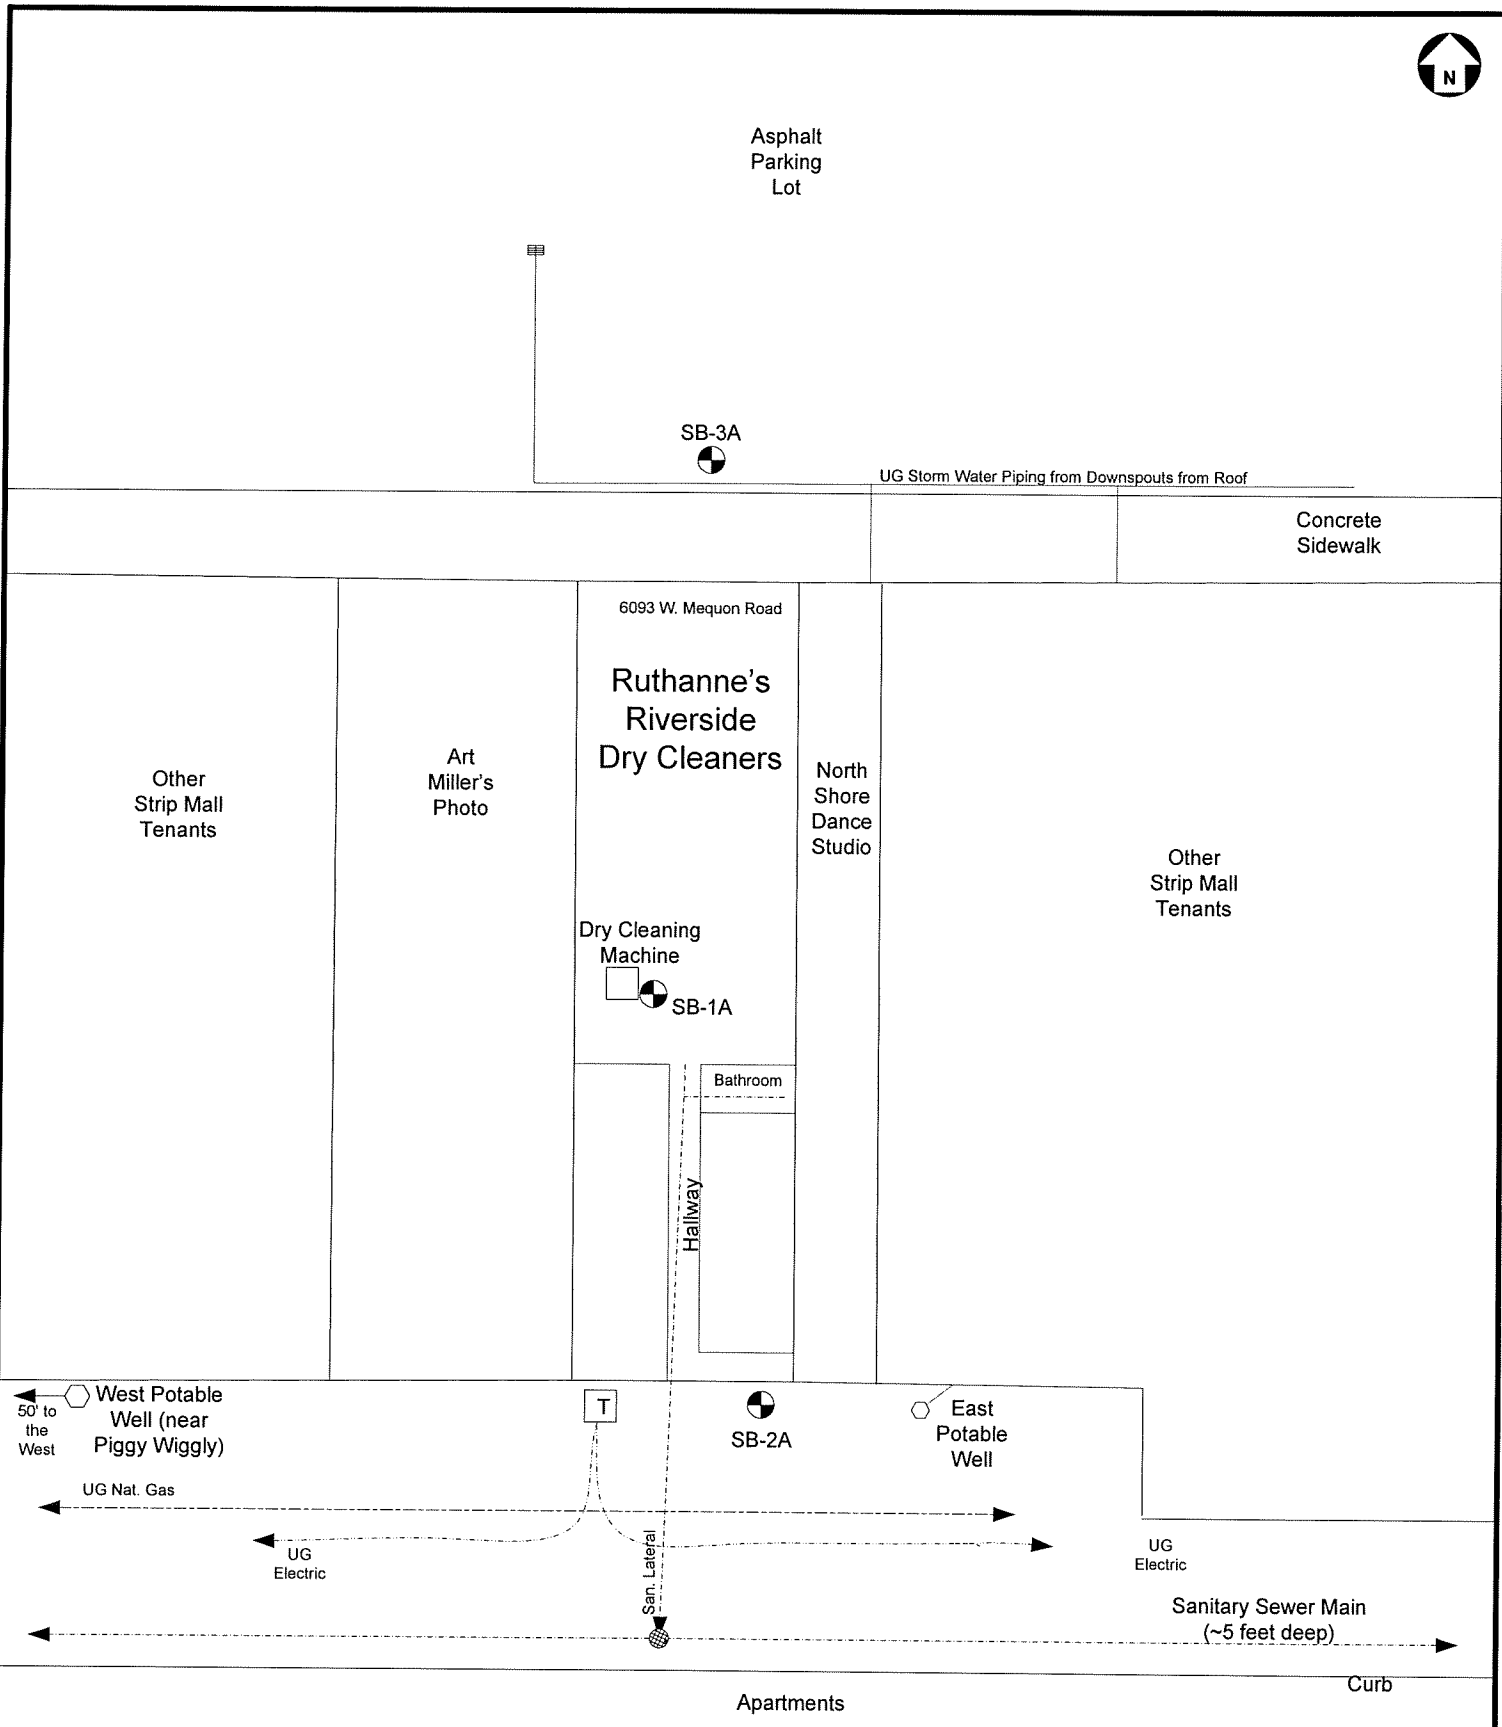 N
Asphalt
Parking
Lot
SB-3A
UG Storm Water Piping from Downspouts from Roof
Concrete
Sidewalk
6093 W. Mequon Road
Ruthanne's
Riverside
Dry Cleaners
Other
Strip Mall
Tenants
Art
Miller's
Photo
North
Shore
Dance
Studio
Other
Strip Mall
Tenants
Dry Cleaning
Machine
SB-1A
Bathroom
Hallway
50' to
the
West
West Potable
Well (near
Piggy Wiggly)
T
SB-2A
East
Potable
Well
UG Nat. Gas
UG
Electric
San. Lateral
UG
Electric
Sanitary Sewer Main
(~5 feet deep)
Curb
Apartments